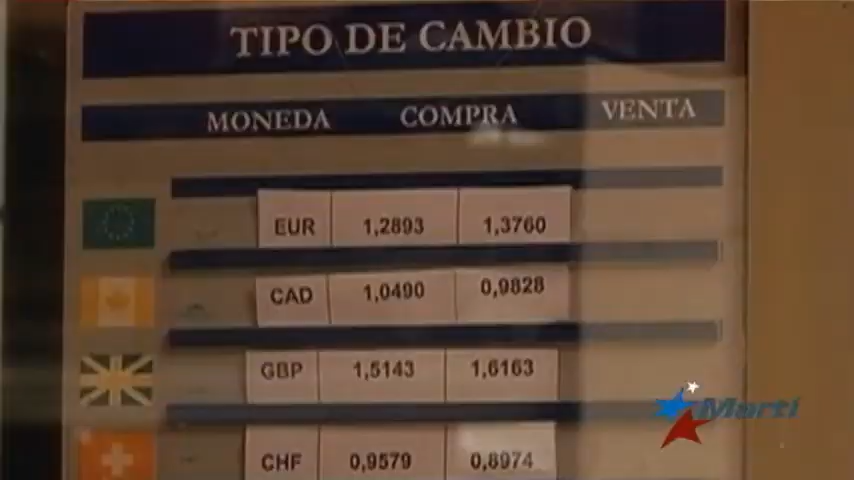 TIPO DE CAMBIO
MONEDA COMPRA VENTA
EUR 1,2893 1,3760
CAD 1,0490 0,9828
GBP 1,5143 1,6163
CHF 0,9579 0,8974
Martí